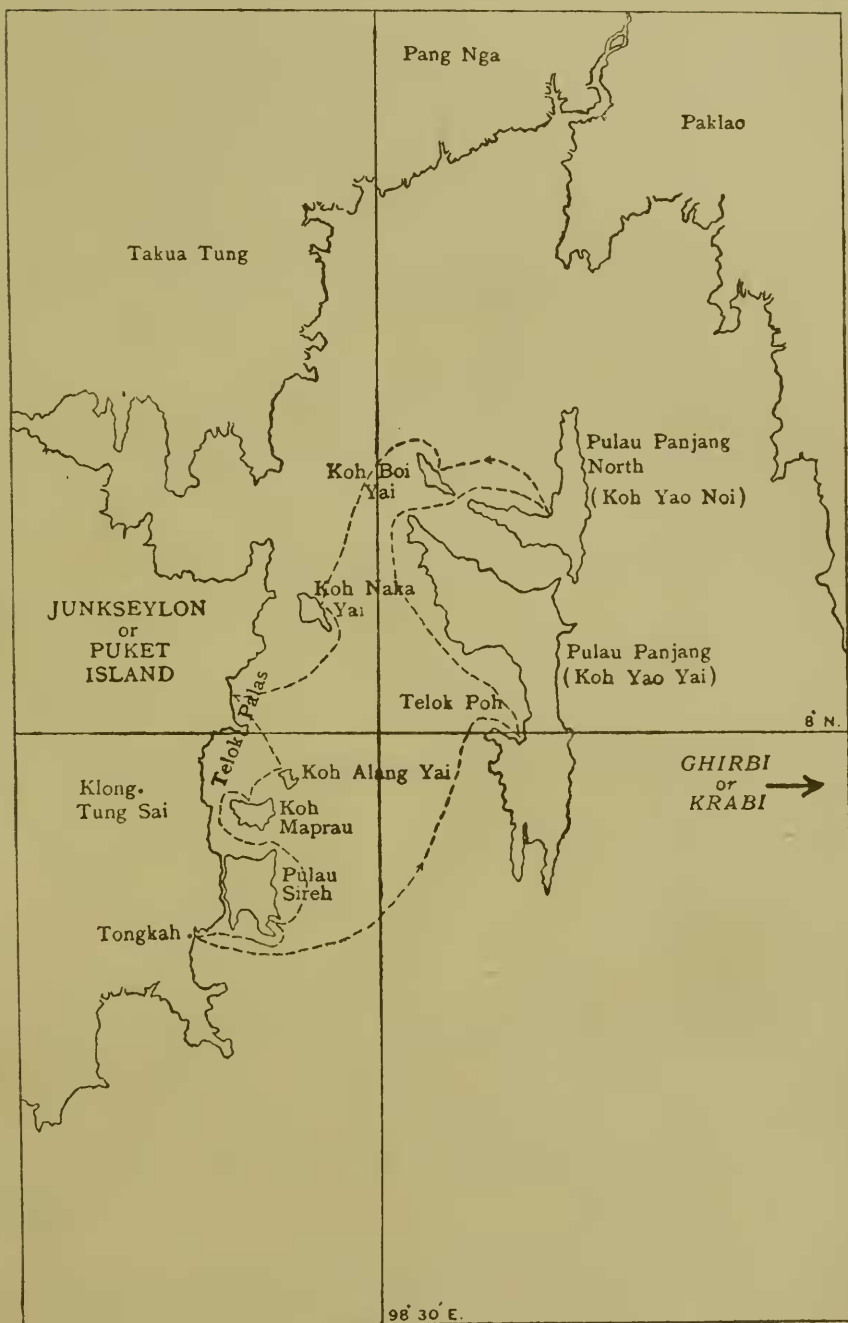 Pang Nga
Paklao
Takua Tung
Koh Boi
Yai
Pulau Panjang
North
(Koh Yao Noi)
Koh Naka
Yai
JUNKSEYLON
or
PUKET
ISLAND
Pulau Panjang
(Koh Yao Yai)
Telok Palas
Telok Poh
8° N.
Koh Alang Yai
GHIRBI
or
KRABI
Klong.
Tung Sai
Koh
Maprau
Pulau
Sireh
Tongkah
98° 30′ E.